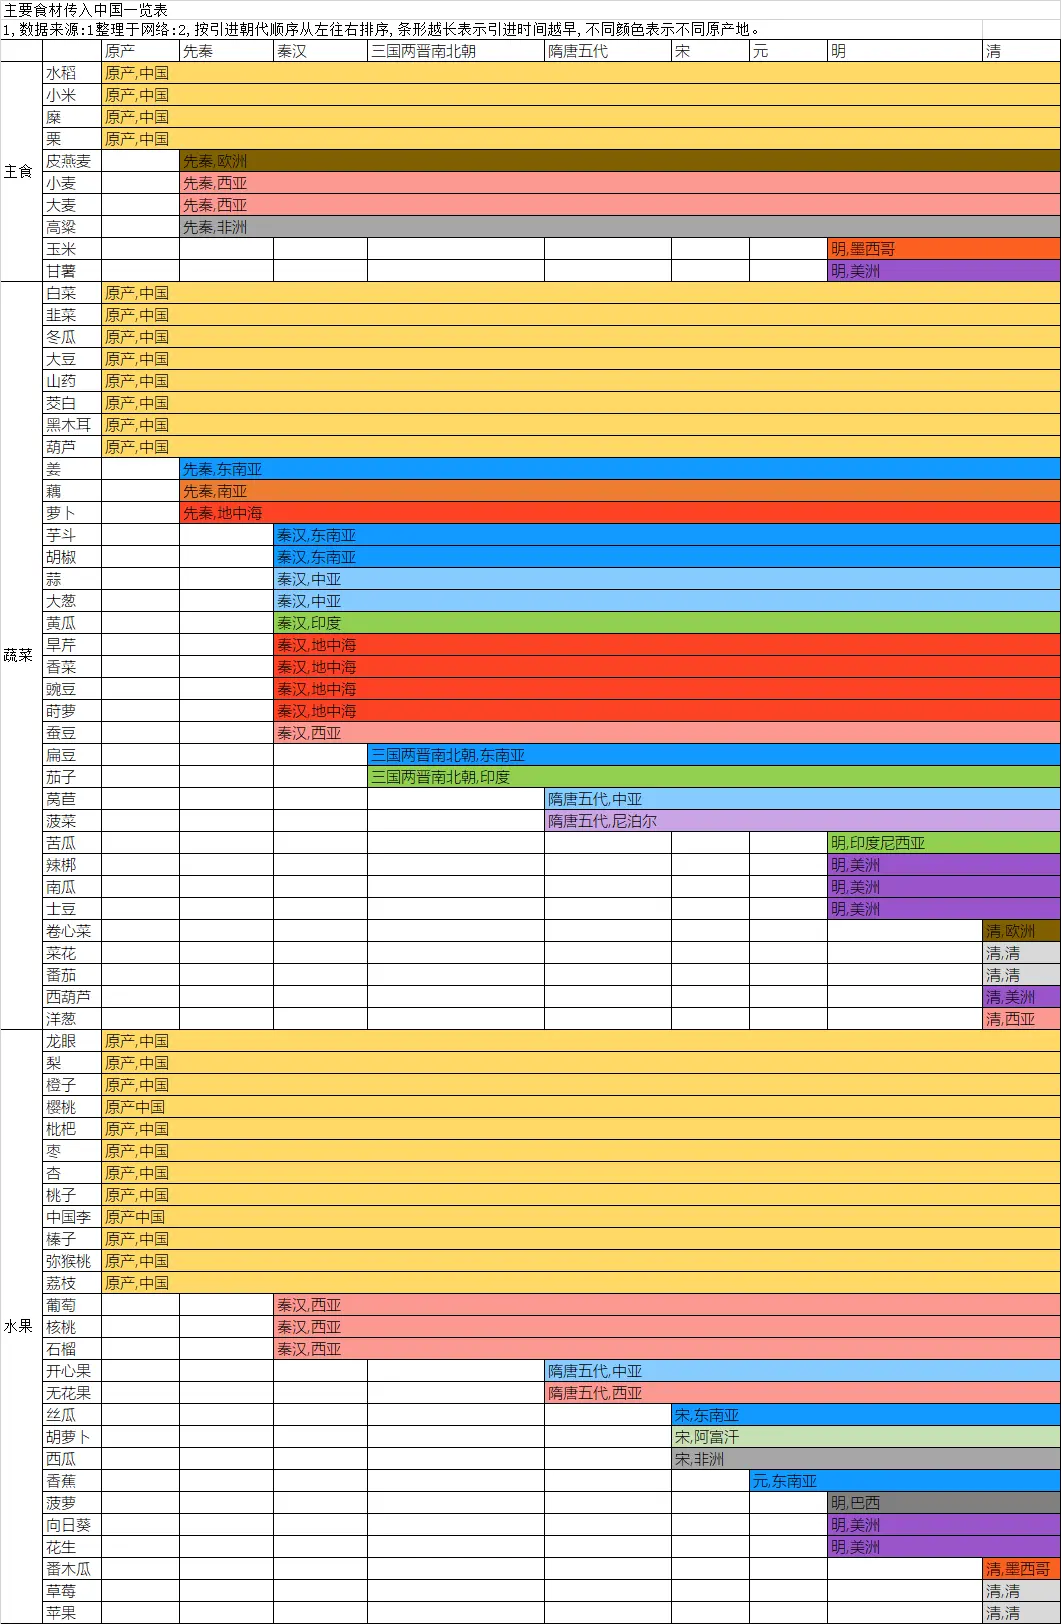 主要食材传入中国一览表
1,数据来源:1整理于网络:2,按引进朝代顺序从左往右排序,条形越长表示引进时间越早,不同颜色表示不同原产地。
原产 先秦 秦汉 三国两晋南北朝 隋唐五代 宋 元 明 清
主食
水稻 原产,中国
小米 原产,中国
糜 原产,中国
栗 原产,中国
皮燕麦 先秦,欧洲
小麦 先秦,西亚
大麦 先秦,西亚
高粱 先秦,非洲
玉米 明,墨西哥
甘薯 明,美洲
蔬菜
白菜 原产,中国
韭菜 原产,中国
冬瓜 原产,中国
大豆 原产,中国
山药 原产,中国
茭白 原产,中国
黑木耳 原产,中国
葫芦 原产,中国
姜 先秦,东南亚
藕 先秦,南亚
萝卜 先秦,地中海
芋斗 秦汉,东南亚
胡椒 秦汉,东南亚
蒜 秦汉,中亚
大葱 秦汉,中亚
黄瓜 秦汉,印度
旱芹 秦汉,地中海
香菜 秦汉,地中海
豌豆 秦汉,地中海
莳萝 秦汉,地中海
蚕豆 秦汉,西亚
扁豆 三国两晋南北朝,东南亚
茄子 三国两晋南北朝,印度
莴苣 隋唐五代,中亚
菠菜 隋唐五代,尼泊尔
苦瓜 明,印度尼西亚
辣梆 明,美洲
南瓜 明,美洲
士豆 明,美洲
卷心菜 清,欧洲
菜花 清,清
番茄 清,清
西葫芦 清,美洲
洋葱 清,西亚
水果
龙眼 原产,中国
梨 原产,中国
橙子 原产,中国
樱桃 原产中国
枇杷 原产,中国
枣 原产,中国
杏 原产,中国
桃子 原产,中国
中国李 原产中国
榛子 原产,中国
弥猴桃 原产,中国
荔枝 原产,中国
葡萄 秦汉,西亚
核桃 秦汉,西亚
石榴 秦汉,西亚
开心果 隋唐五代,中亚
无花果 隋唐五代,西亚
丝瓜 宋,东南亚
胡萝卜 宋,阿富汗
西瓜 宋,非洲
香蕉 元,东南亚
菠萝 明,巴西
向日葵 明,美洲
花生 明,美洲
番木瓜 清,墨西哥
草莓 清,清
苹果 清,清